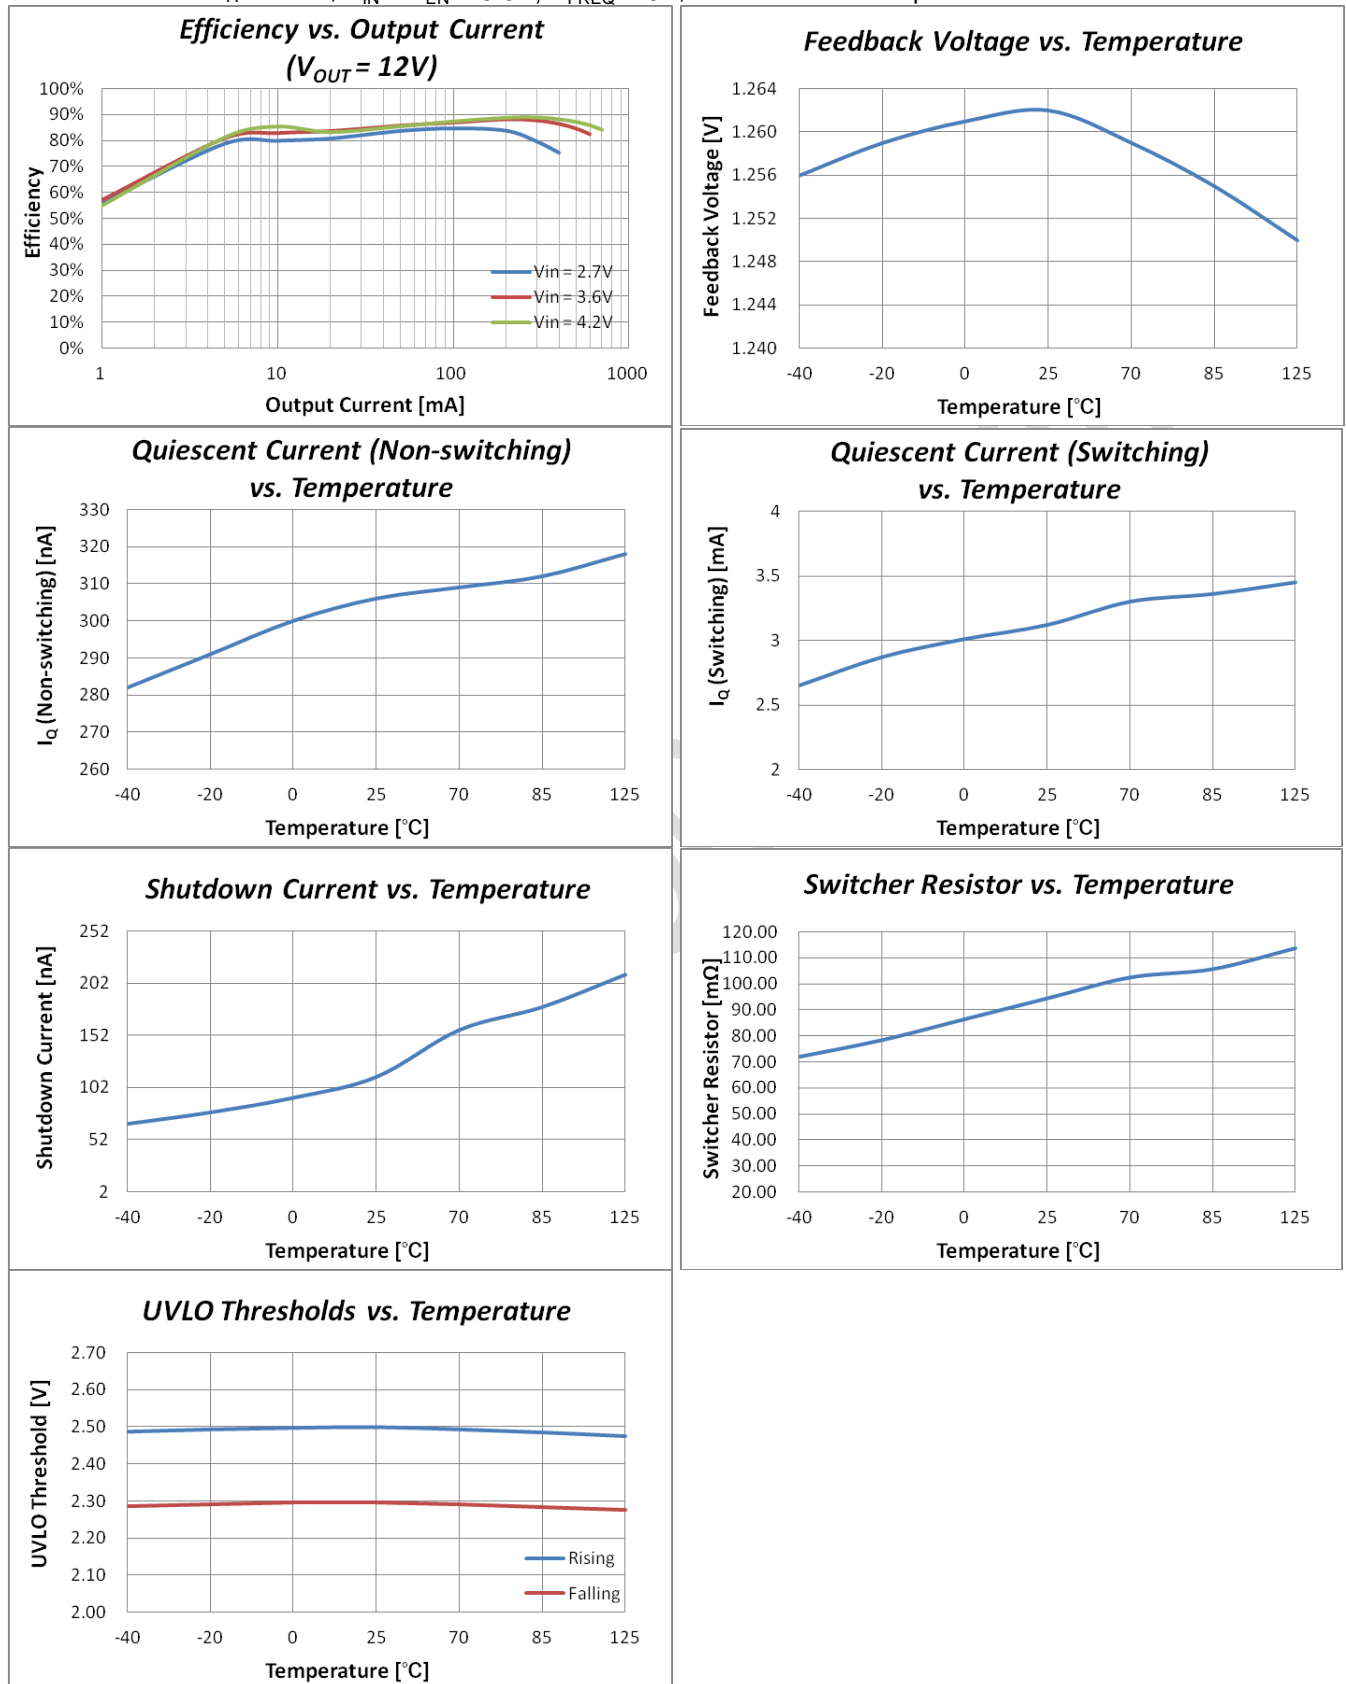 Efficiency vs. Output Current
(VOUT = 12V)
100%
90%
80%
70%
60%
50%
40%
30%
20%
10%
0%
Efficiency
Vin = 2.7V
Vin = 3.6V
Vin = 4.2V
1 10 100 1000
Output Current [mA]
Feedback Voltage vs. Temperature
1.264
1.260
1.256
1.252
1.248
1.244
1.240
Feedback Voltage [V]
-40 -20 0 25 70 85 125
Temperature [°C]
Quiescent Current (Non-switching)
vs. Temperature
330
320
310
300
290
280
270
260
IQ (Non-switching) [nA]
-40 -20 0 25 70 85 125
Temperature [°C]
Quiescent Current (Switching)
vs. Temperature
4
3.5
3
2.5
2
IQ (Switching) [mA]
-40 -20 0 25 70 85 125
Temperature [°C]
Shutdown Current vs. Temperature
252
202
152
102
52
2
Shutdown Current [nA]
-40 -20 0 25 70 85 125
Temperature [°C]
Switcher Resistor vs. Temperature
120.00
110.00
100.00
90.00
80.00
70.00
60.00
50.00
40.00
30.00
20.00
Switcher Resistor [mΩ]
-40 -20 0 25 70 85 125
Temperature [°C]
UVLO Thresholds vs. Temperature
2.70
2.60
2.50
2.40
2.30
2.20
2.10
2.00
UVLO Threshold [V]
Rising
Falling
-40 -20 0 25 70 85 125
Temperature [°C]